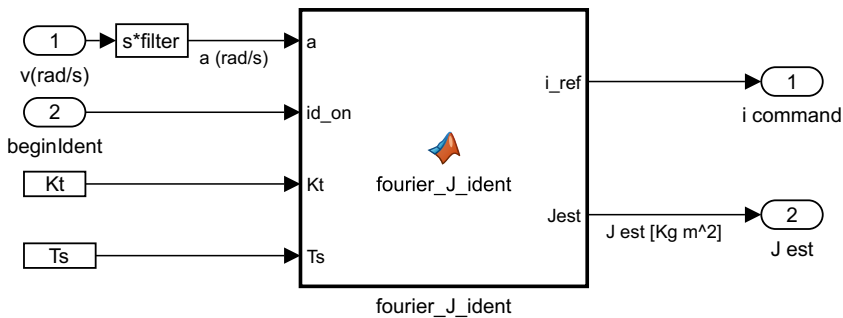 1
s*filter
a (rad/s)
v(rad/s)
2
beginIdent
Kt
Ts
a
id_on
Kt
Ts
fourier_J_ident
i_ref
Jest
fourier_J_ident
1
i command
J est [Kg m^2]
2
J est